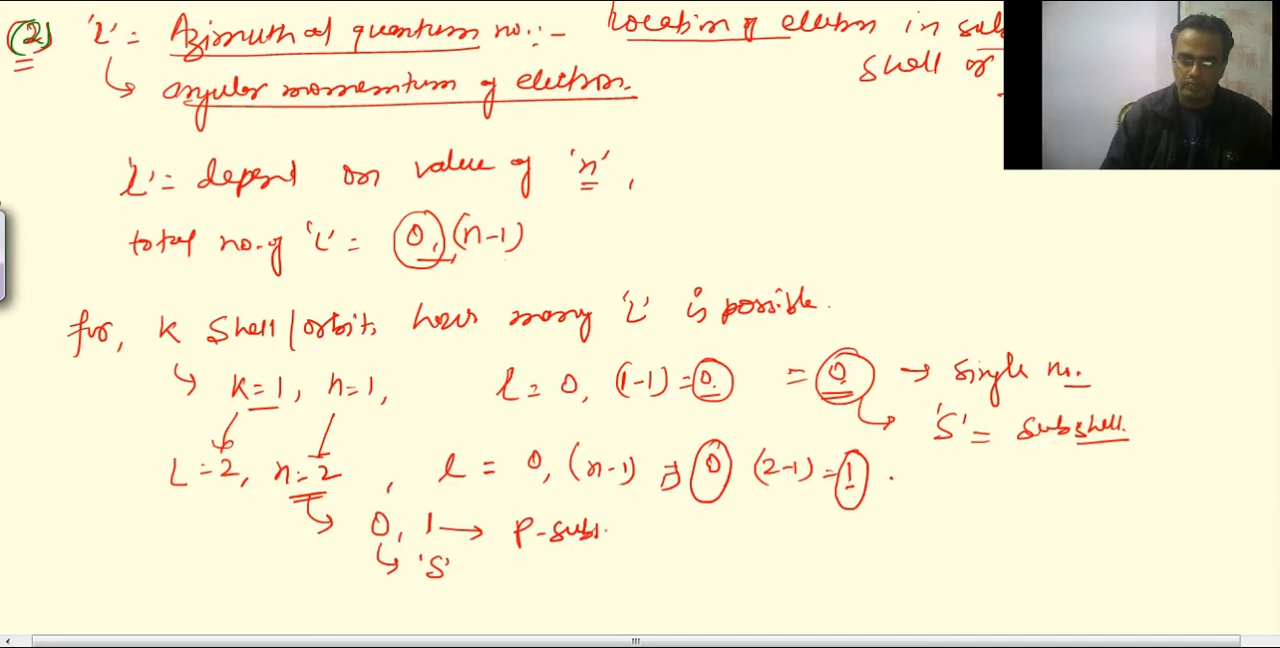 (2) 'l' = Azimuthal quantum no.:- Location of electron in sub
shell or
↳ angular momentum of electron.
'l' = depend on value of 'n',
total no. of 'l' = 0, (n-1)
for, K Shell/orbit, how many 'l' is possible.
↳ K=1, n=1, l = 0, (1-1) = 0. = 0. → Single no.
↳ 'S' = subshell.
L=2, n=2, l = 0, (n-1) ⇒ 0 (2-1) = 1.
↳ 0, 1 → P-subs.
↳ 'S'